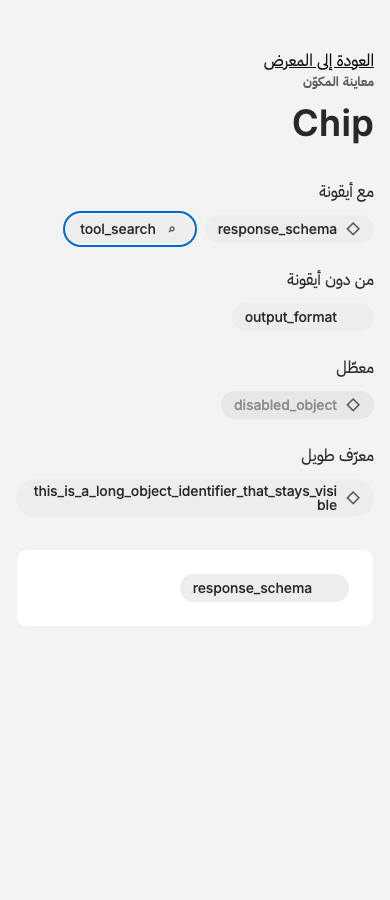 العودة إلى المعرض
معاينة المكوّن
Chip
مع أيقونة
response_schema
tool_search
من دون أيقونة
output_format
معطّل
disabled_object
معرّف طويل
this_is_a_long_object_identifier_that_stays_visi
ble
response_schema